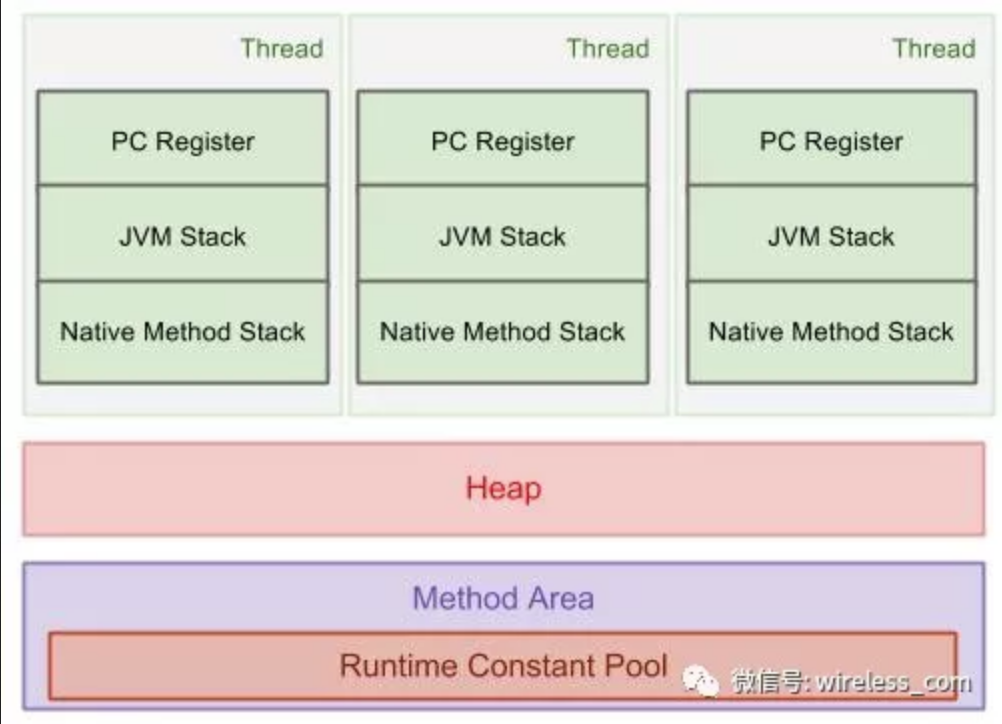 Thread Thread Thread
PC Register PC Register PC Register
JVM Stack JVM Stack JVM Stack
Native Method Stack Native Method Stack Native Method Stack
Heap
Method Area
Runtime Constant Pool
微信号: wireless_com